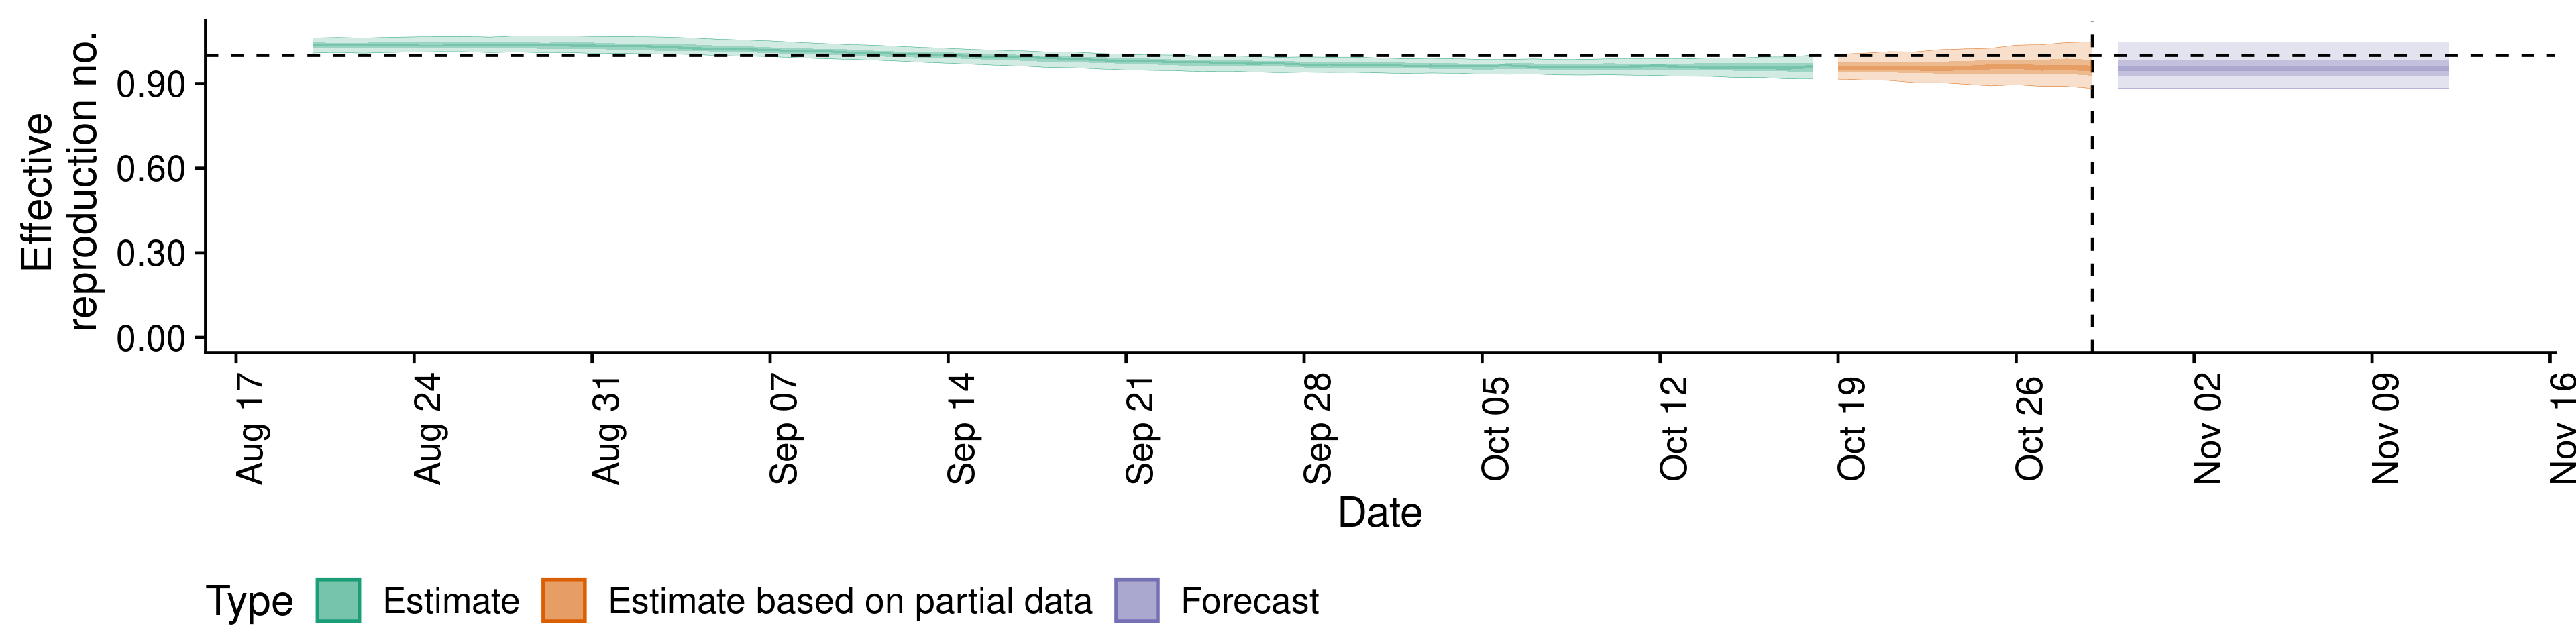 Effective
reproduction no.
0.90
0.60
0.30
0.00
Aug 17
Aug 24
Aug 31
Sep 07
Sep 14
Sep 21
Sep 28
Oct 05
Oct 12
Oct 19
Oct 26
Nov 02
Nov 09
Nov 16
Date
Type Estimate Estimate based on partial data Forecast